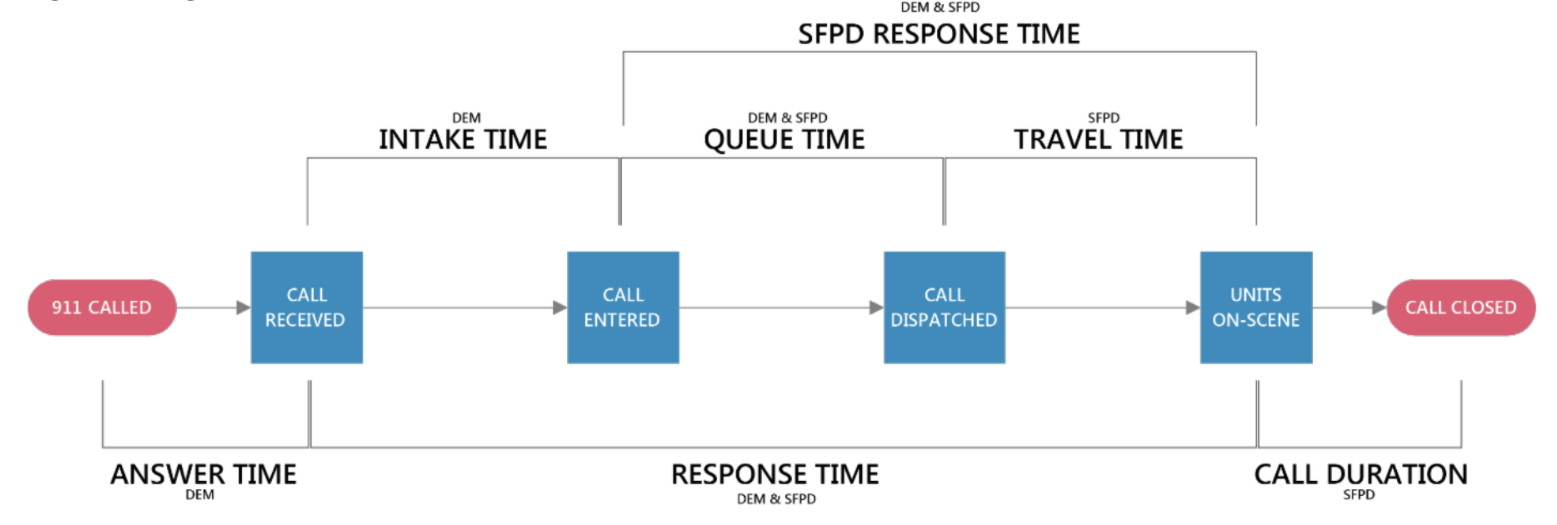 DEM & SFPD
SFPD RESPONSE TIME
DEM
INTAKE TIME
DEM & SFPD
QUEUE TIME
SFPD
TRAVEL TIME
911 CALLED
CALL
RECEIVED
CALL
ENTERED
CALL
DISPATCHED
UNITS
ON-SCENE
CALL CLOSED
ANSWER TIME
DEM
RESPONSE TIME
DEM & SFPD
CALL DURATION
SFPD